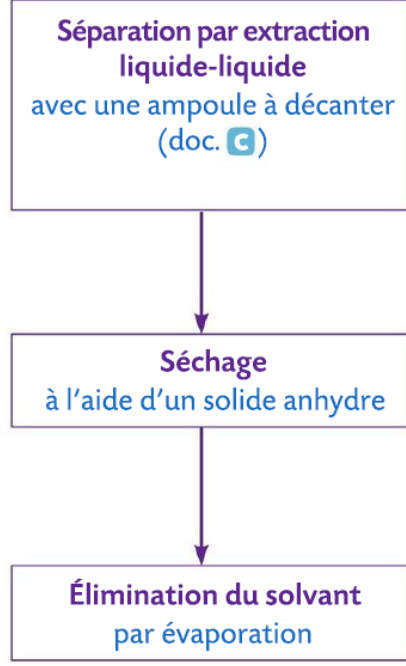 Séparation par extraction
liquide-liquide
avec une ampoule à décanter
(doc. C)
Séchage
à l'aide d'un solide anhydre
Élimination du solvant
par évaporation